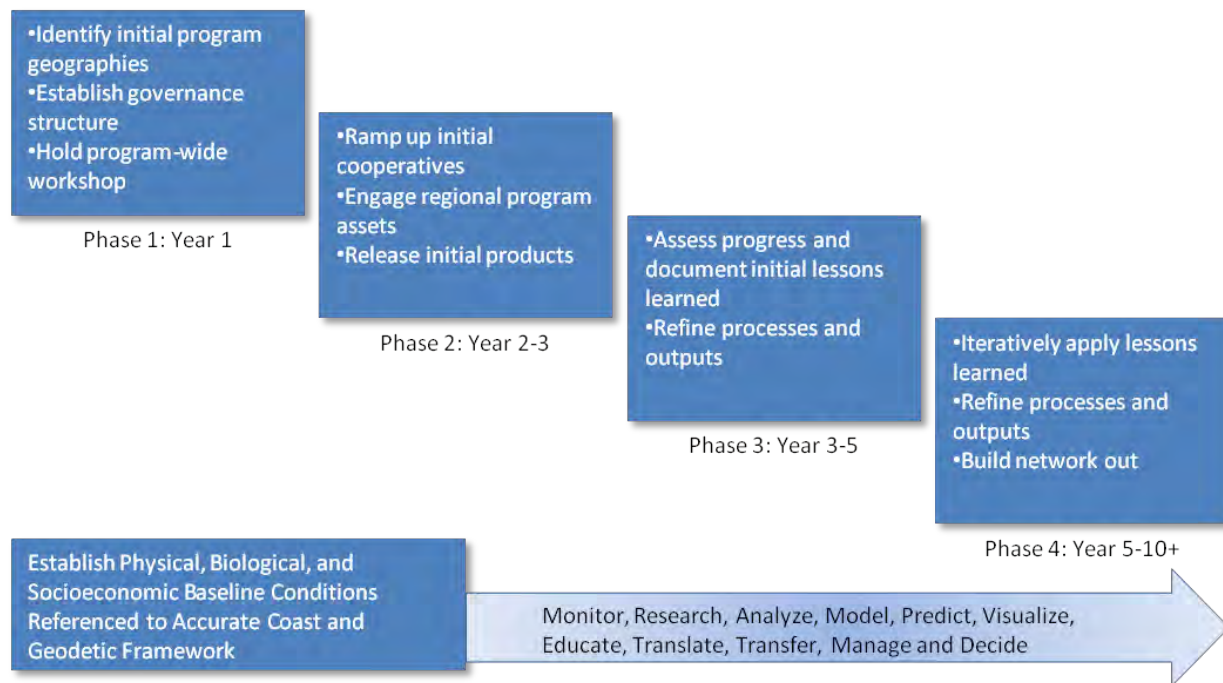 •Identify initial program
geographies
•Establish governance
structure
•Hold program-wide
workshop
Phase 1: Year 1
•Ramp up initial
cooperatives
•Engage regional program
assets
•Release initial products
Phase 2: Year 2-3
•Assess progress and
document initial lessons
learned
•Refine processes and
outputs
Phase 3: Year 3-5
•Iteratively apply lessons
learned
•Refine processes and
outputs
•Build network out
Phase 4: Year 5-10+
Establish Physical, Biological, and
Socioeconomic Baseline Conditions
Referenced to Accurate Coast and
Geodetic Framework
Monitor, Research, Analyze, Model, Predict, Visualize,
Educate, Translate, Transfer, Manage and Decide